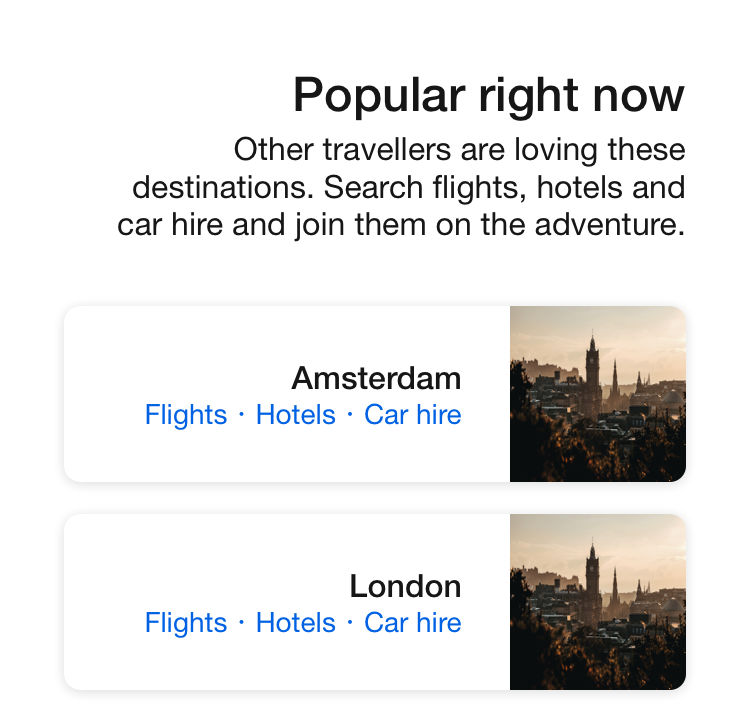 Popular right now
Other travellers are loving these
destinations. Search flights, hotels and
car hire and join them on the adventure.
Amsterdam
Flights · Hotels · Car hire
London
Flights · Hotels · Car hire